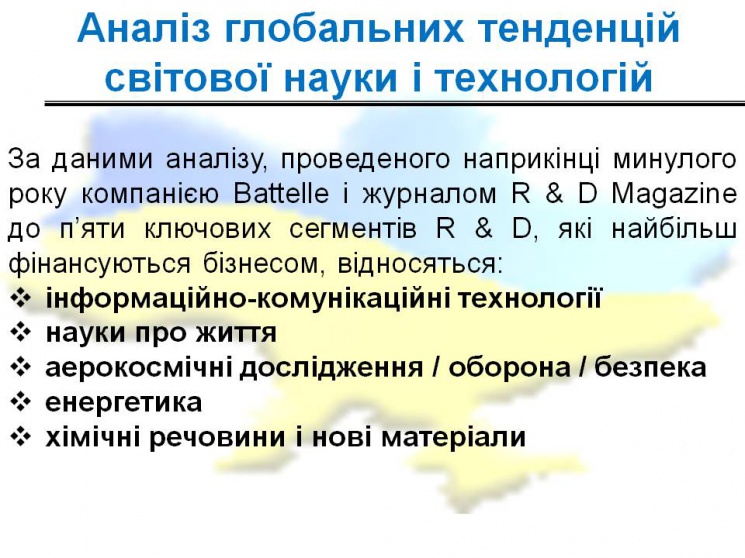 Аналіз глобальних тенденцій
світової науки і технологій
За даними аналізу, проведеного наприкінці минулого
року компанією Battelle і журналом R & D Magazine
до п’яти ключових сегментів R & D, які найбільш
фінансуються бізнесом, відносяться:
❖ інформаційно-комунікаційні технології
❖ науки про життя
❖ аерокосмічні дослідження / оборона / безпека
❖ енергетика
❖ хімічні речовини і нові матеріали